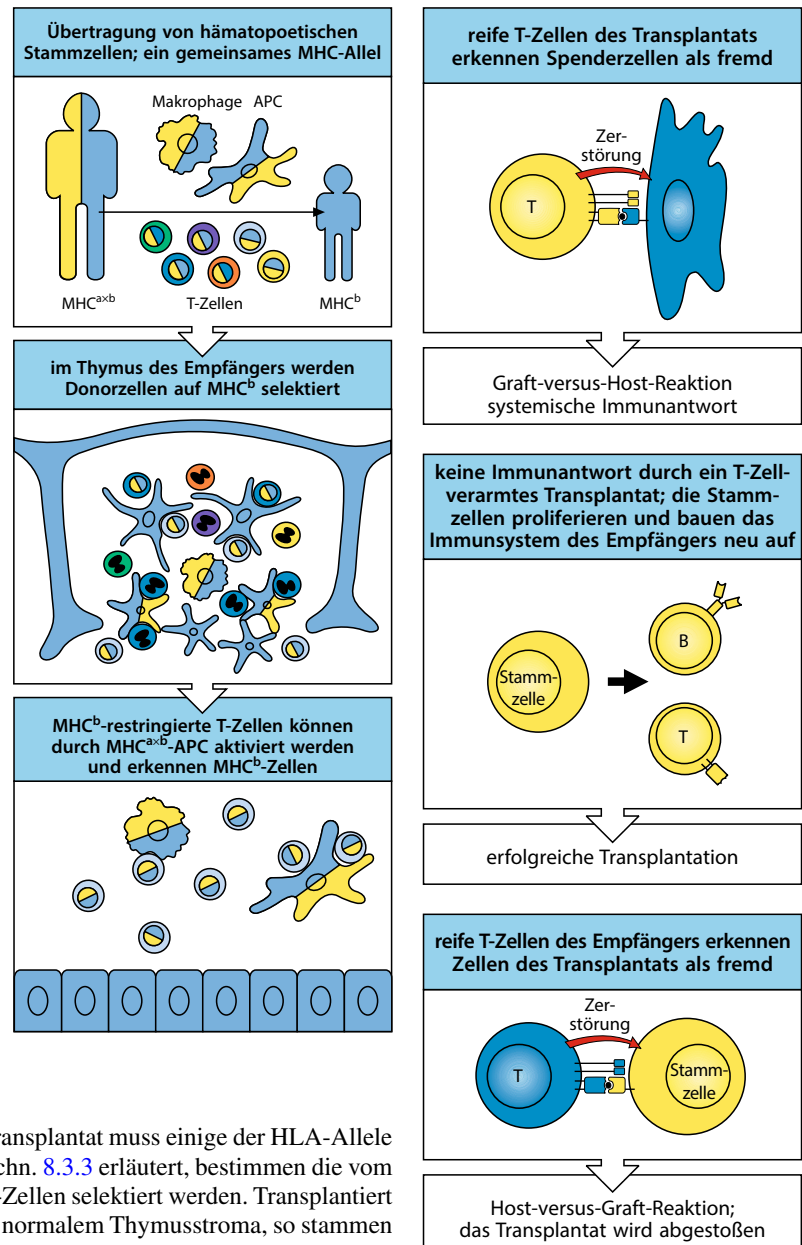 Übertragung von hämatopoetischen
Stammzellen; ein gemeinsames MHC-Allel
Makrophage APC
MHCaxb
T-Zellen
MHCb
im Thymus des Empfängers werden
Donorzellen auf MHCb selektiert
MHCb-restringierte T-Zellen können
durch MHCaxb-APC aktiviert werden
und erkennen MHCb-Zellen
ransplantat muss einige der HLA-Allele
chn. 8.3.3 erläutert, bestimmen die vom
-Zellen selektiert werden. Transplantiert
normalem Thymusstroma, so stammen
reife T-Zellen des Transplantats
erkennen Spenderzellen als fremd
Zer-
störung
T
Graft-versus-Host-Reaktion
systemische Immunantwort
keine Immunantwort durch ein T-Zell-
verarmtes Transplantat; die Stamm-
zellen proliferieren und bauen das
Immunsystem des Empfängers neu auf
Stamm-
zelle
B
T
erfolgreiche Transplantation
reife T-Zellen des Empfängers erkennen
Zellen des Transplantats als fremd
Zer-
störung
T
Stamm-
zelle
Host-versus-Graft-Reaktion;
das Transplantat wird abgestoßen